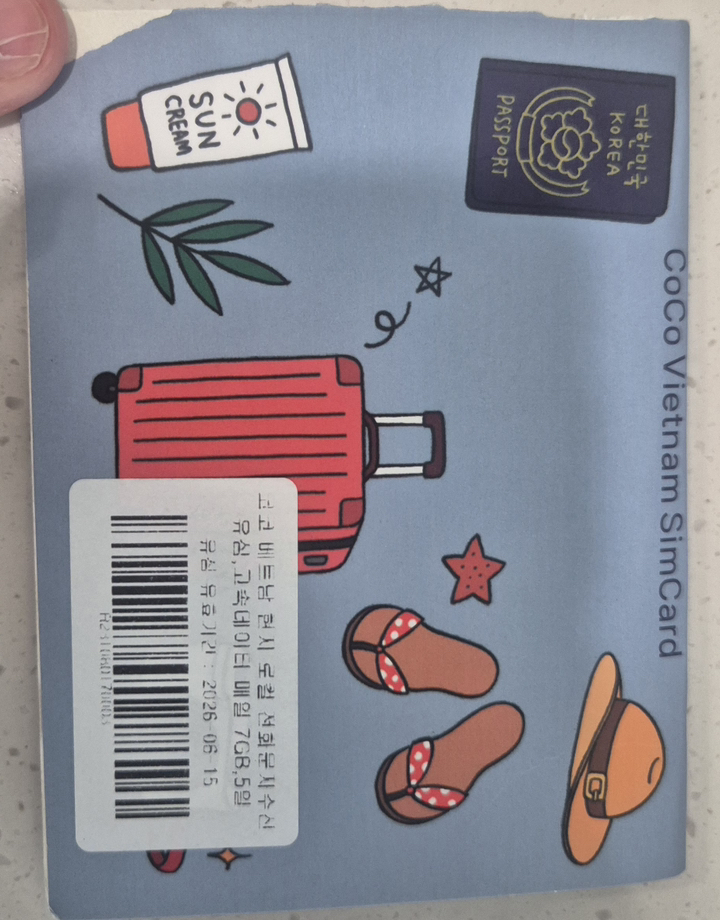 CoCo Vietnam SimCard
대한민국
KOREA
PASSPORT
SUN
CREAM
코코 베트남 현시 로컬 전화문자수신
유심,고속데이터 매일 7GB,5일
유심 유효기간 : 2026-06-15